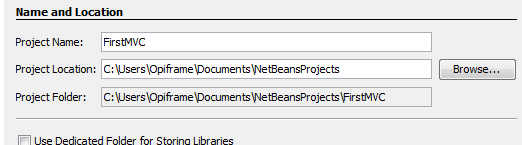 Name and Location
Project Name: FirstMVC
Project Location: C:\Users\Opiframe\Documents\NetBeansProjects Browse...
Project Folder: C:\Users\Opiframe\Documents\NetBeansProjects\FirstMVC
Use Dedicated Folder for Storing Libraries